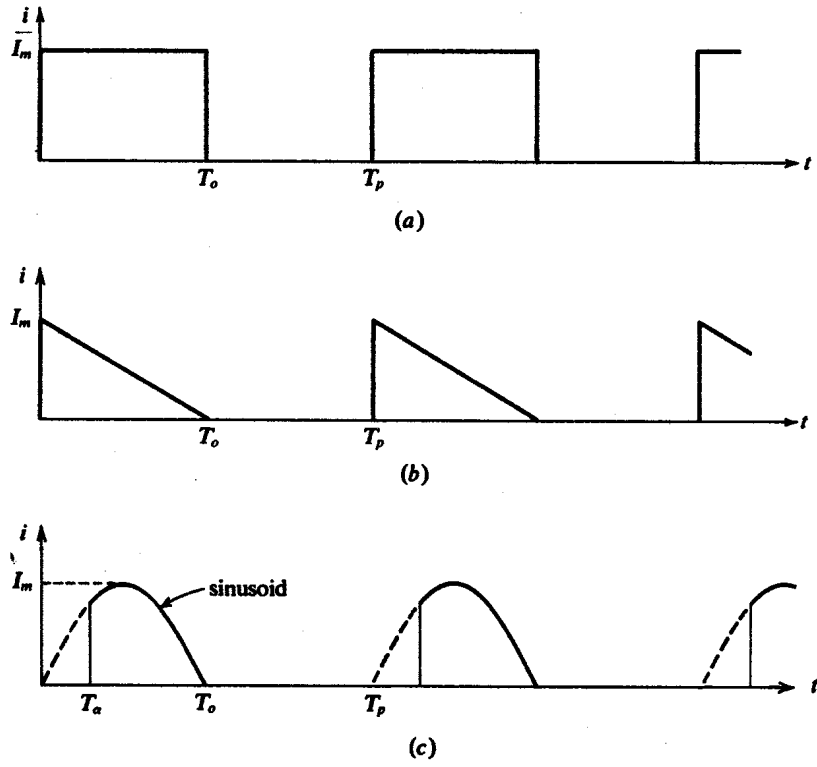 i
I_m
T_o T_p t
(a)
i
I_m
T_o T_p t
(b)
i
I_m sinusoid
T_a T_o T_p t
(c)